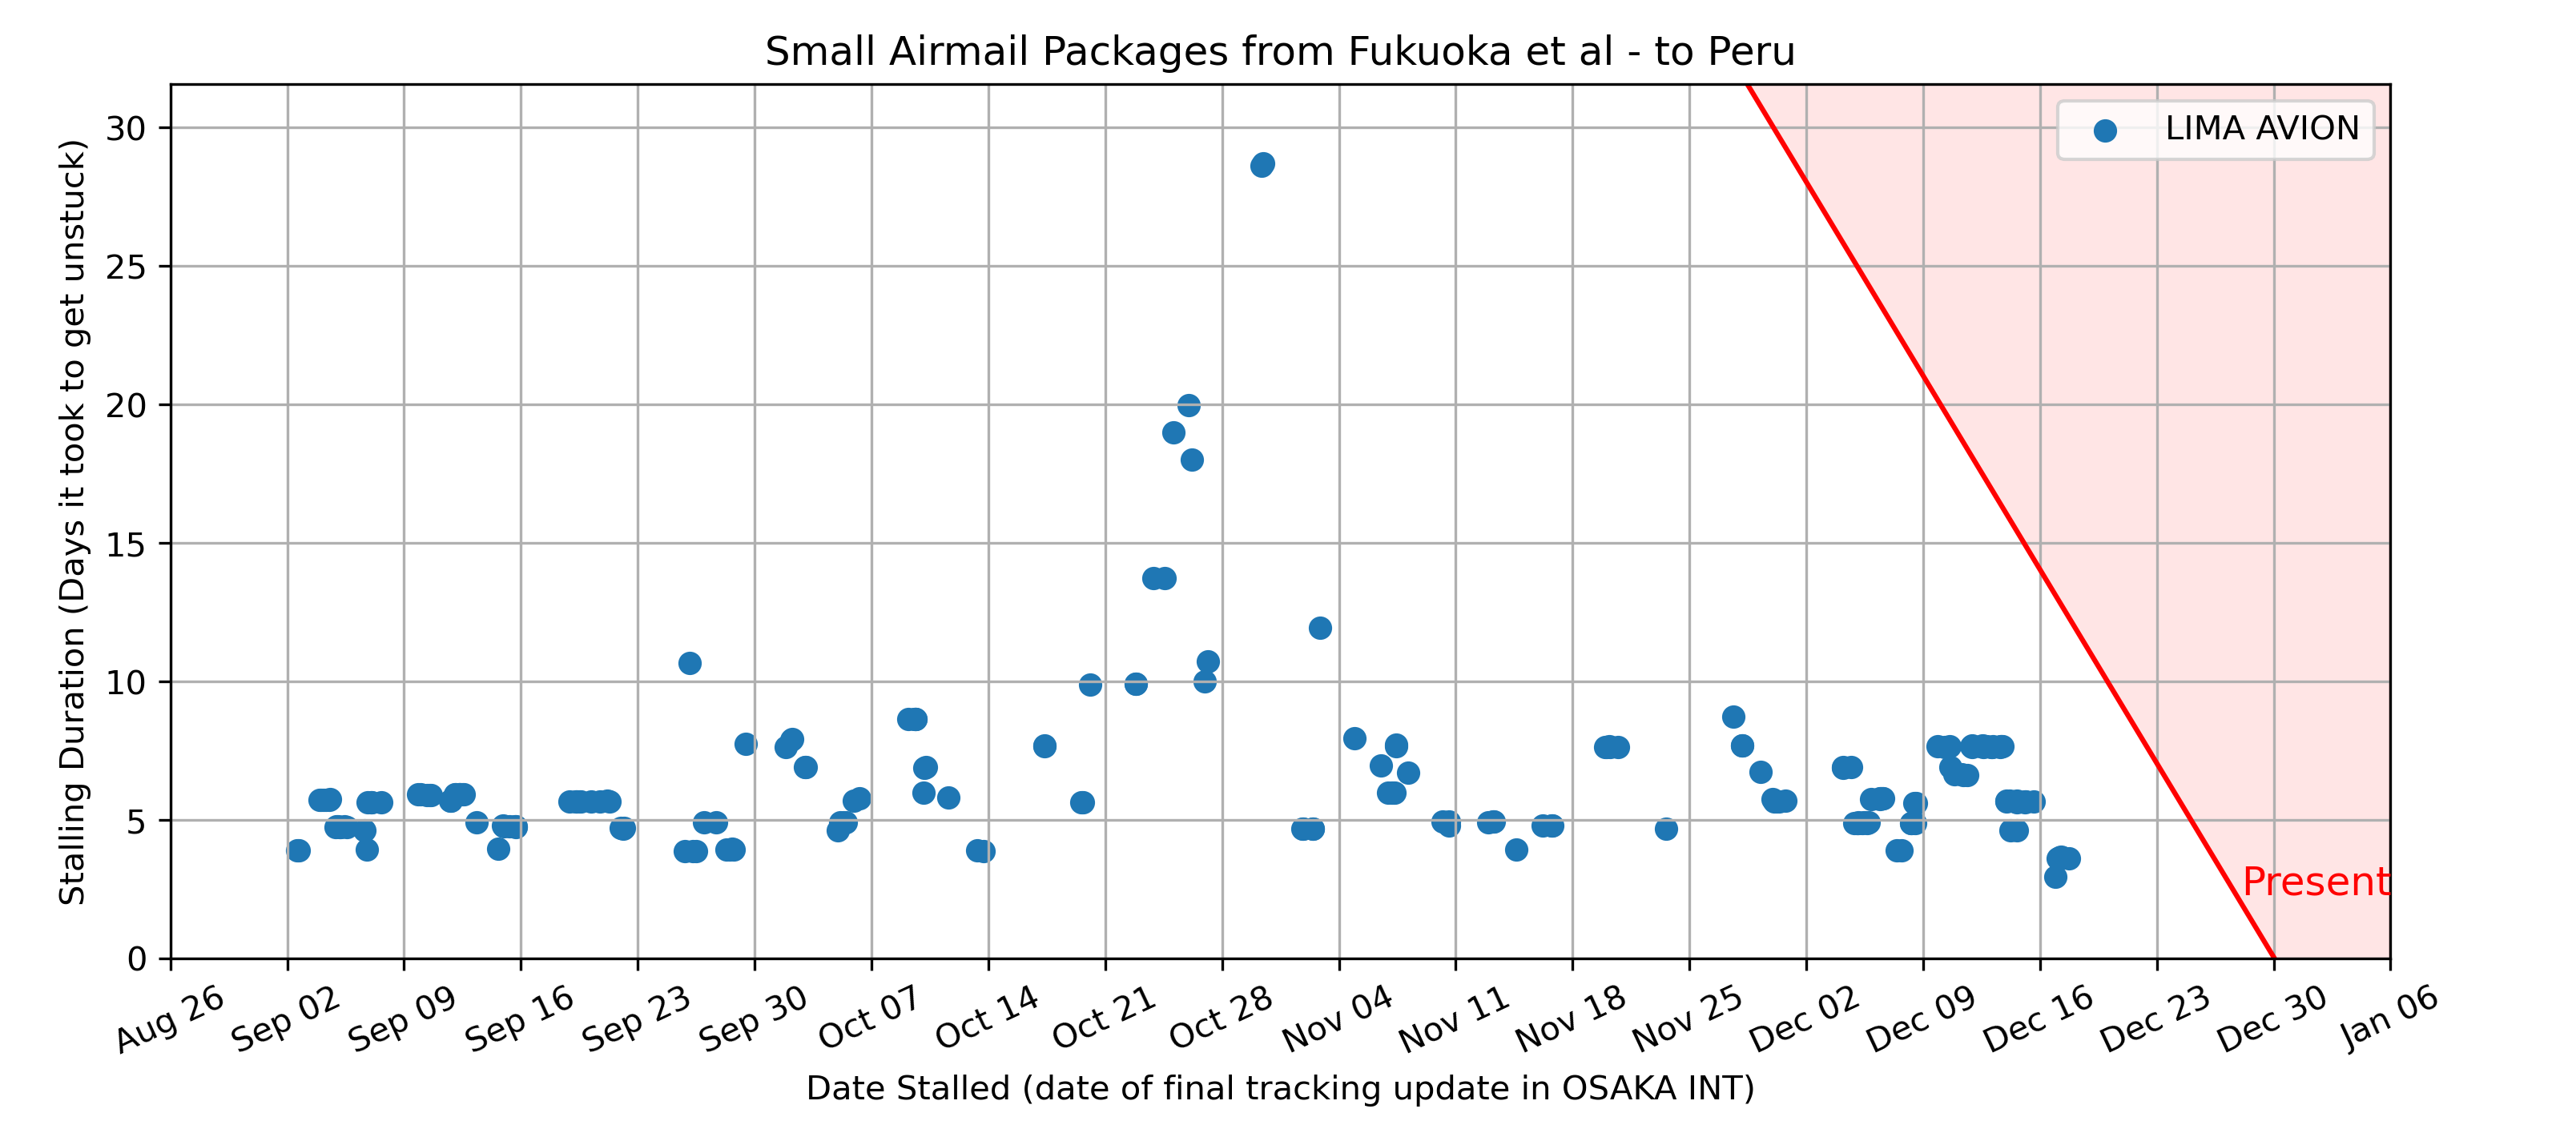 Small Airmail Packages from Fukuoka et al - to Peru
LIMA AVION
Stalling Duration (Days it took to get unstuck)
30
25
20
15
10
5
0
Present
Aug 26
Sep 02
Sep 09
Sep 16
Sep 23
Sep 30
Oct 07
Oct 14
Oct 21
Oct 28
Nov 04
Nov 11
Nov 18
Nov 25
Dec 02
Dec 09
Dec 16
Dec 23
Dec 30
Jan 06
Date Stalled (date of final tracking update in OSAKA INT)